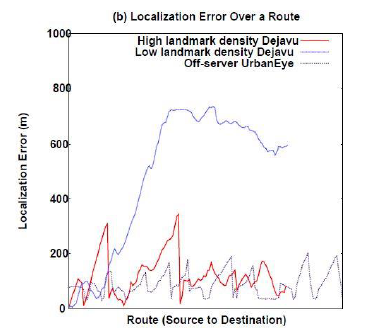 (b) Localization Error Over a Route
1000
High landmark density Dejavu
Low landmark density Dejavu
Off-server UrbanEye
800
600
400
200
0
Localization Error (m)
Route (Source to Destination)